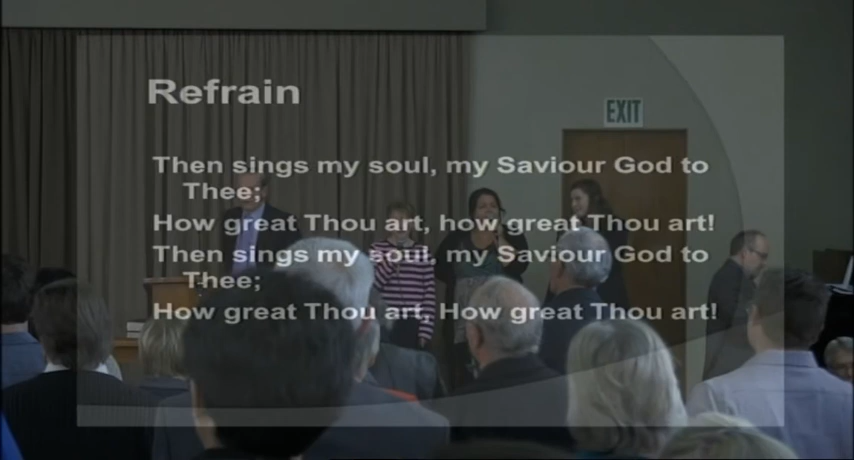 Refrain
EXIT
Then sings my soul, my Saviour God to
Thee;
How great Thou art, how great Thou art!
Then sings my soul, my Saviour God to
Thee;
How great Thou art, How great Thou art!